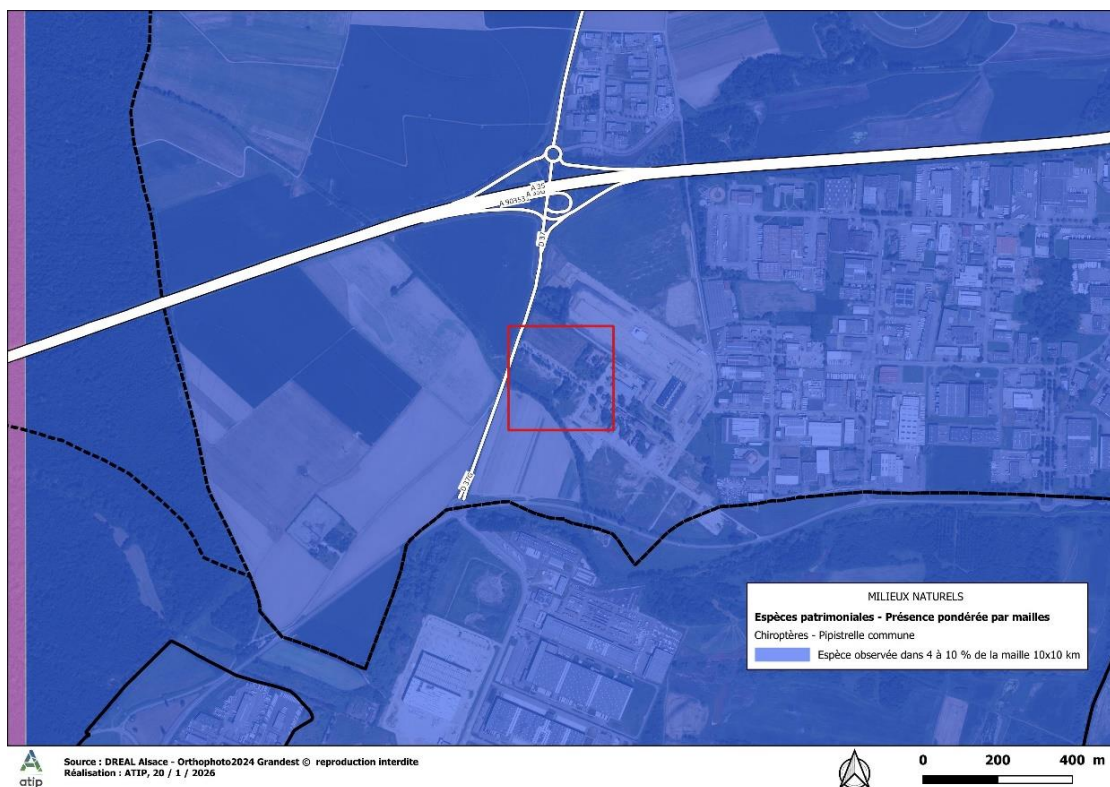 A 35
A 350
A 90353
D 37
D 370
MILIEUX NATURELS
Espèces patrimoniales - Présence pondérée par mailles
Chiroptères - Pipistrelle commune
Espèce observée dans 4 à 10 % de la maille 10x10 km
atip
Source : DREAL Alsace - Orthophoto2024 Grandest © reproduction interdite
Réalisation : ATIP, 20 / 1 / 2026
0 200 400 m